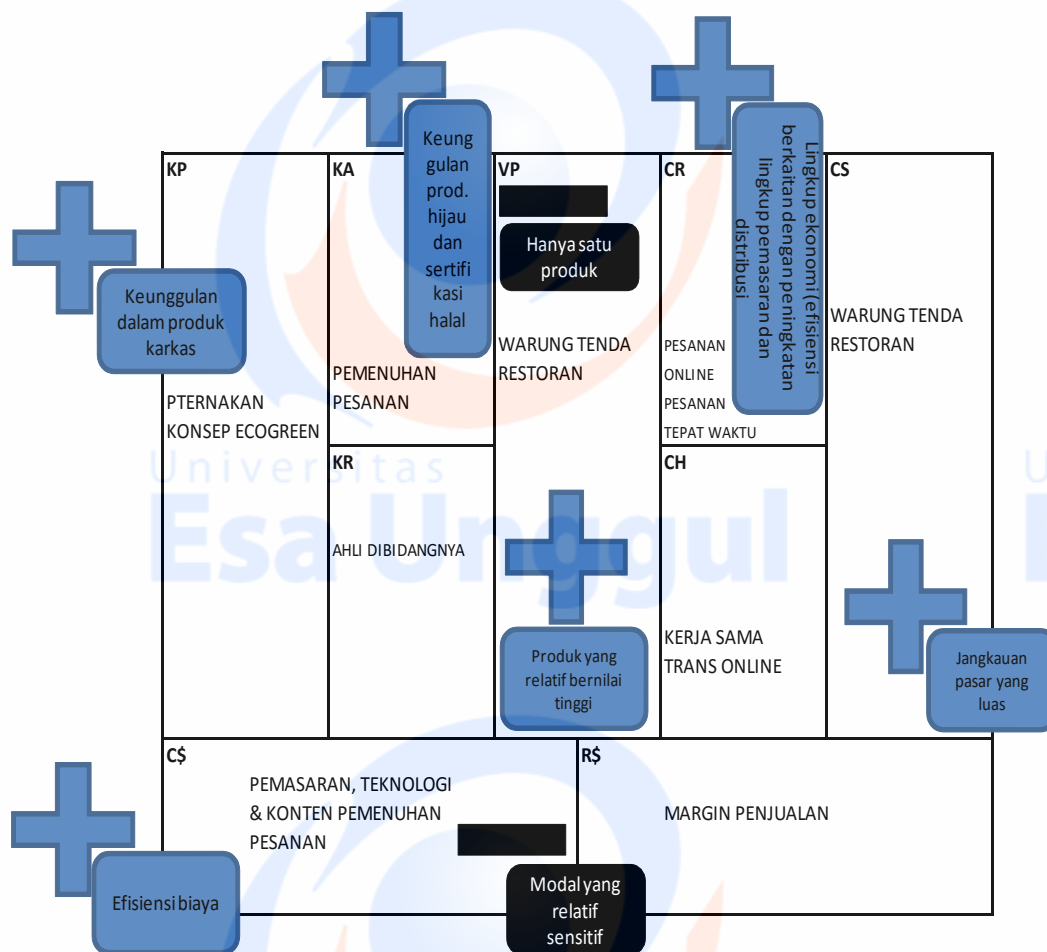 KP
Keunggulan
dalam produk
karkas
PTERNAKAN
KONSEP ECOGREEN
KA
Keung
gulan
prod.
hijau
dan
sertifi
kasi
halal
PEMENUHAN
PESANAN
KR
AHLI DIBIDANGNYA
VP
Hanya satu
produk
WARUNG TENDA
RESTORAN
Produk yang
relatif bernilai
tinggi
CR
Lingkup ekonomi (efisiensi
berkaitan dengan peningkatan
lingkup pemasaran dan
distribusi
PESANAN
ONLINE
PESANAN
TEPAT WAKTU
CH
KERJA SAMA
TRANS ONLINE
CS
WARUNG TENDA
RESTORAN
Jangkauan
pasar yang
luas
C$
PEMASARAN, TEKNOLOGI
& KONTEN PEMENUHAN
PESANAN
Efisiensi biaya
R$
MARGIN PENJUALAN
Modal yang
relatif
sensitif
Universitas
Esa Unggul
U